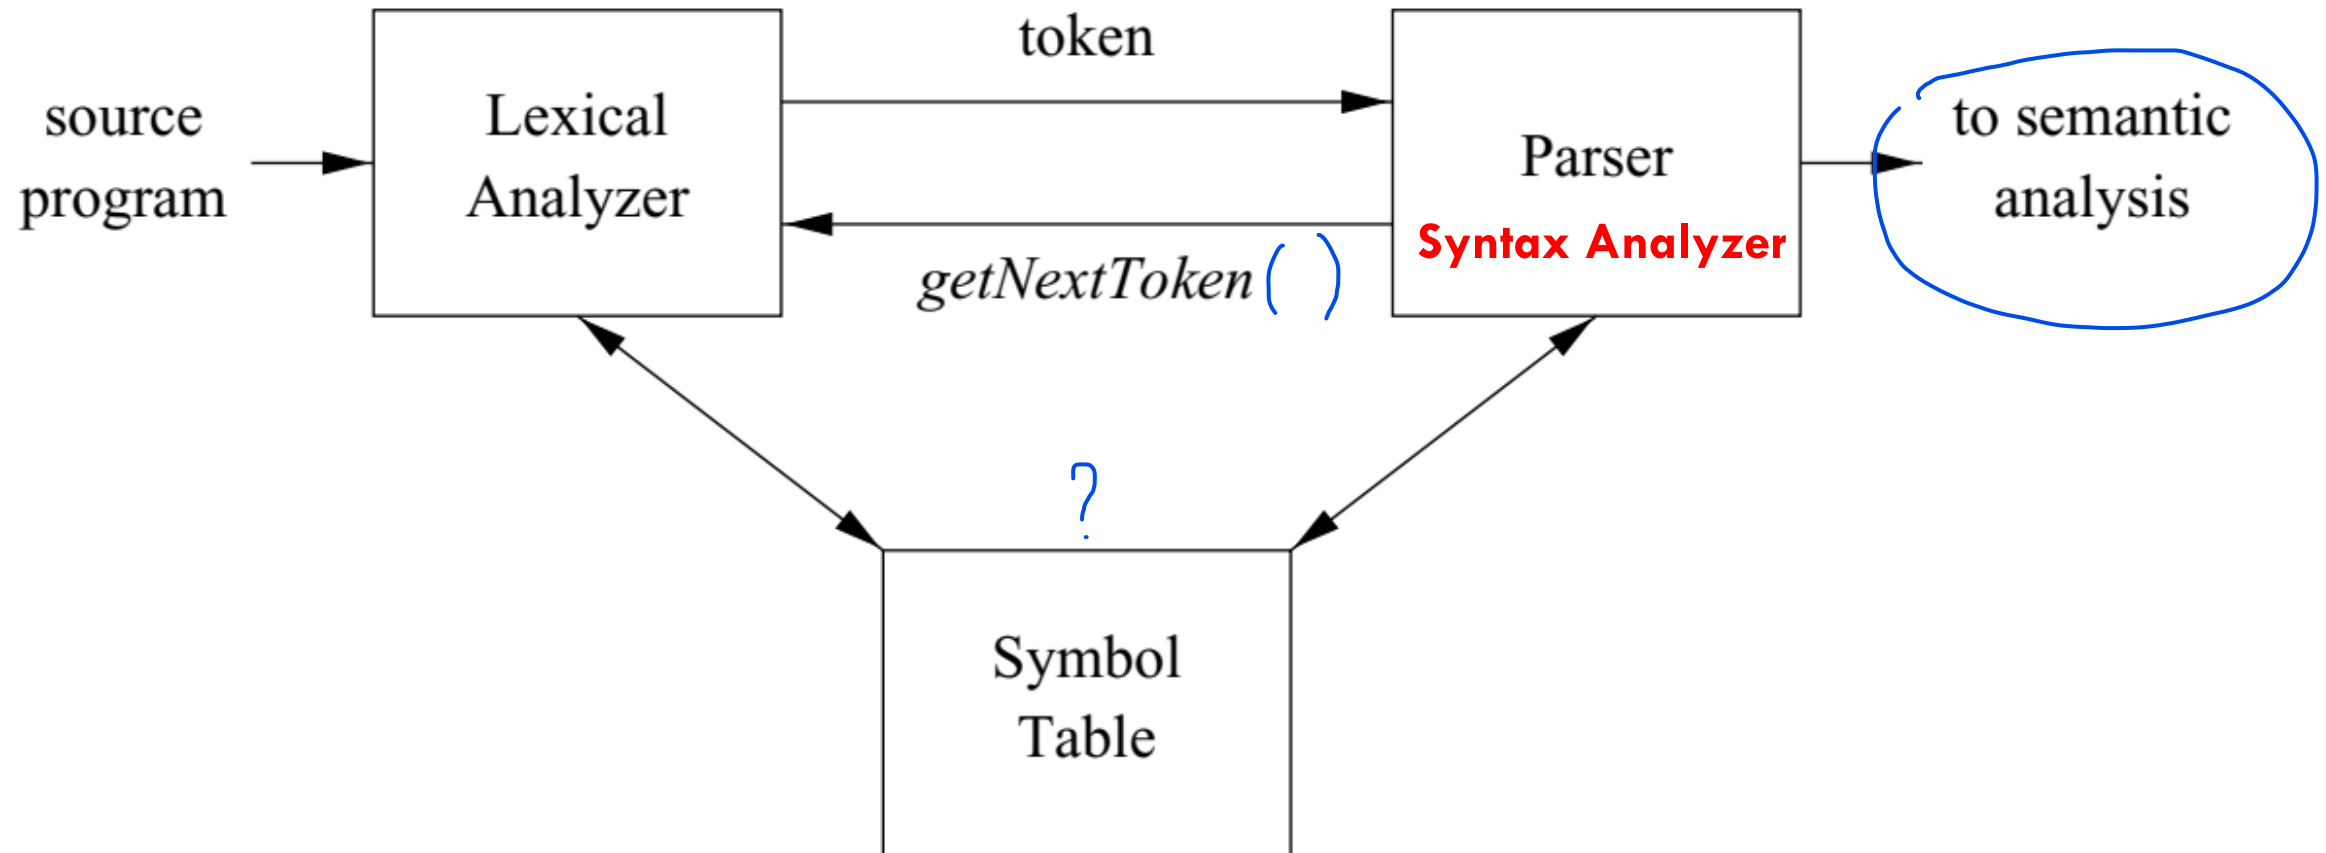 source
program
Lexical
Analyzer
token
getNextToken ( )
Parser
Syntax Analyzer
to semantic
analysis
?
Symbol
Table